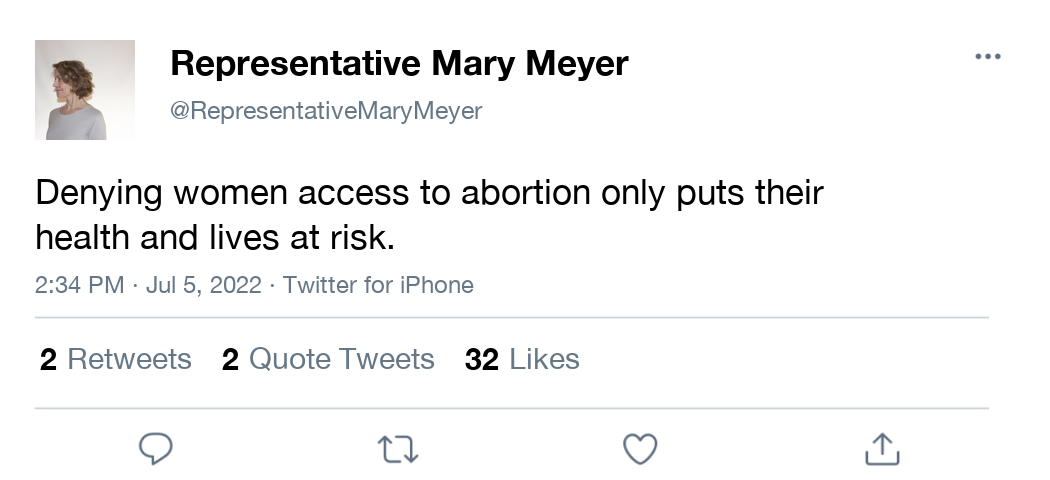 Representative Mary Meyer
@RepresentativeMaryMeyer
Denying women access to abortion only puts their
health and lives at risk.
2:34 PM · Jul 5, 2022 · Twitter for iPhone
2 Retweets 2 Quote Tweets 32 Likes